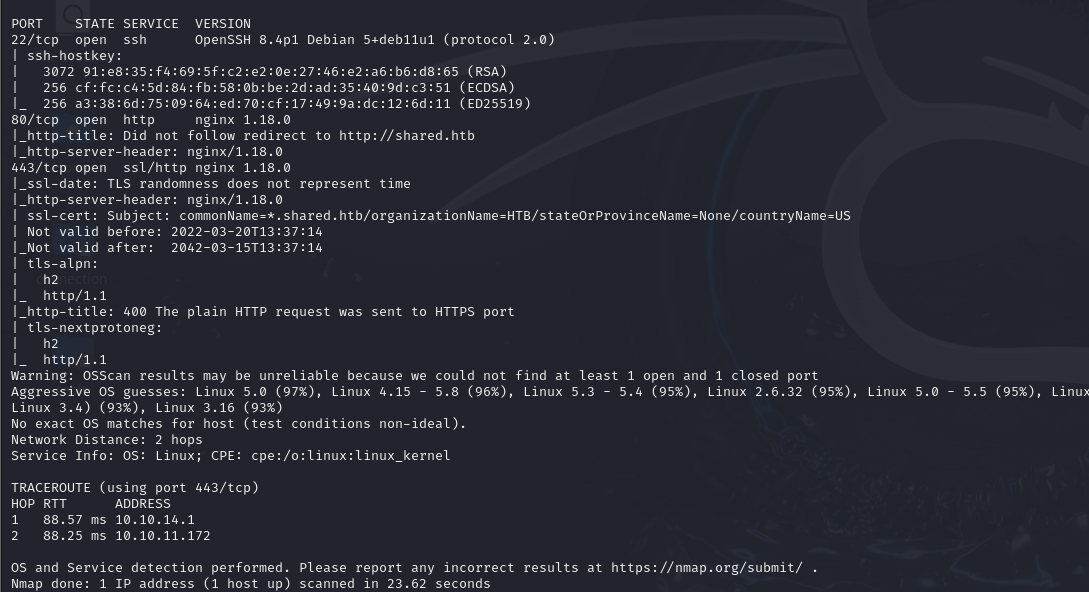 PORT    STATE SERVICE  VERSION
22/tcp  open  ssh      OpenSSH 8.4p1 Debian 5+deb11u1 (protocol 2.0)
| ssh-hostkey:
|   3072 91:e8:35:f4:69:5f:c2:e2:0e:27:46:e2:a6:b6:d8:65 (RSA)
|   256 cf:fc:c4:5d:84:fb:58:0b:be:2d:ad:35:40:9d:c3:51 (ECDSA)
|_  256 a3:38:6d:75:09:64:ed:70:cf:17:49:9a:dc:12:6d:11 (ED25519)
80/tcp  open  http     nginx 1.18.0
|_http-title: Did not follow redirect to http://shared.htb
|_http-server-header: nginx/1.18.0
443/tcp open  ssl/http nginx 1.18.0
|_ssl-date: TLS randomness does not represent time
|_http-server-header: nginx/1.18.0
| ssl-cert: Subject: commonName=*.shared.htb/organizationName=HTB/stateOrProvinceName=None/countryName=US
| Not valid before: 2022-03-20T13:37:14
|_Not valid after:  2042-03-15T13:37:14
| tls-alpn:
|   h2
|_  http/1.1
|_http-title: 400 The plain HTTP request was sent to HTTPS port
| tls-nextprotoneg:
|   h2
|_  http/1.1
Warning: OSScan results may be unreliable because we could not find at least 1 open and 1 closed port
Aggressive OS guesses: Linux 5.0 (97%), Linux 4.15 - 5.8 (96%), Linux 5.3 - 5.4 (95%), Linux 2.6.32 (95%), Linux 5.0 - 5.5 (95%), Linux
Linux 3.4) (93%), Linux 3.16 (93%)
No exact OS matches for host (test conditions non-ideal).
Network Distance: 2 hops
Service Info: OS: Linux; CPE: cpe:/o:linux:linux_kernel

TRACEROUTE (using port 443/tcp)
HOP RTT      ADDRESS
1   88.57 ms 10.10.14.1
2   88.25 ms 10.10.11.172

OS and Service detection performed. Please report any incorrect results at https://nmap.org/submit/ .
Nmap done: 1 IP address (1 host up) scanned in 23.62 seconds